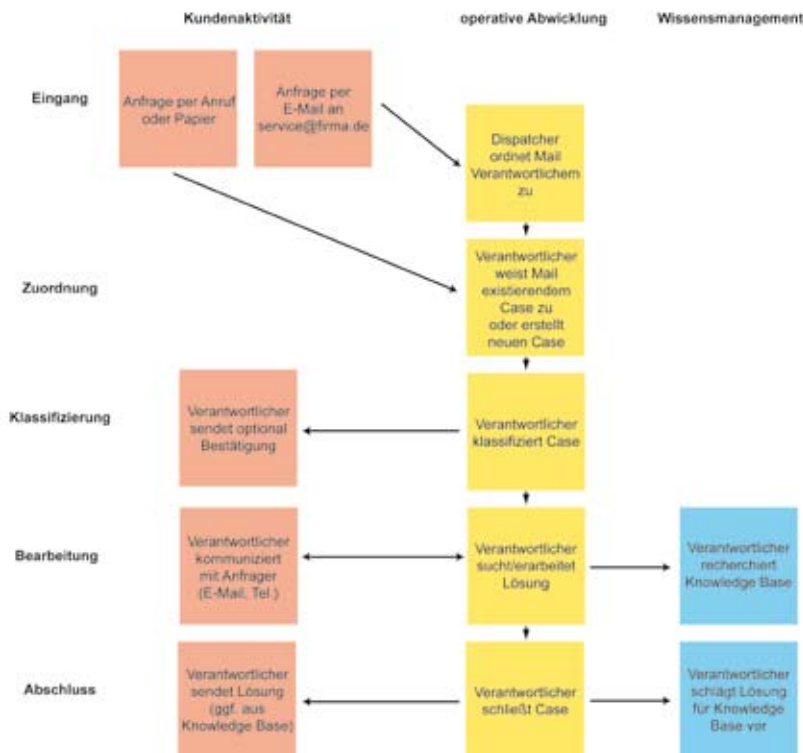 Kundenaktivität
operative Abwicklung
Wissensmanagement
Eingang
Anfrage per Anruf
oder Papier
Anfrage per
E-Mail an
service@firma.de
Dispatcher
ordnet Mail
Verantwortlichem
zu
Zuordnung
Verantwortlicher
weist Mail
existierendem
Case zu
oder erstellt
neuen Case
Klassifizierung
Verantwortlicher
sendet optional
Bestätigung
Verantwortlicher
klassifiziert Case
Bearbeitung
Verantwortlicher
kommuniziert
mit Anfrager
(E-Mail, Tel.)
Verantwortlicher
sucht/erarbeitet
Lösung
Verantwortlicher
recherchiert
Knowledge Base
Abschluss
Verantwortlicher
sendet Lösung
(ggf. aus
Knowledge Base)
Verantwortlicher
schließt Case
Verantwortlicher
schlägt Lösung
für Knowledge
Base vor